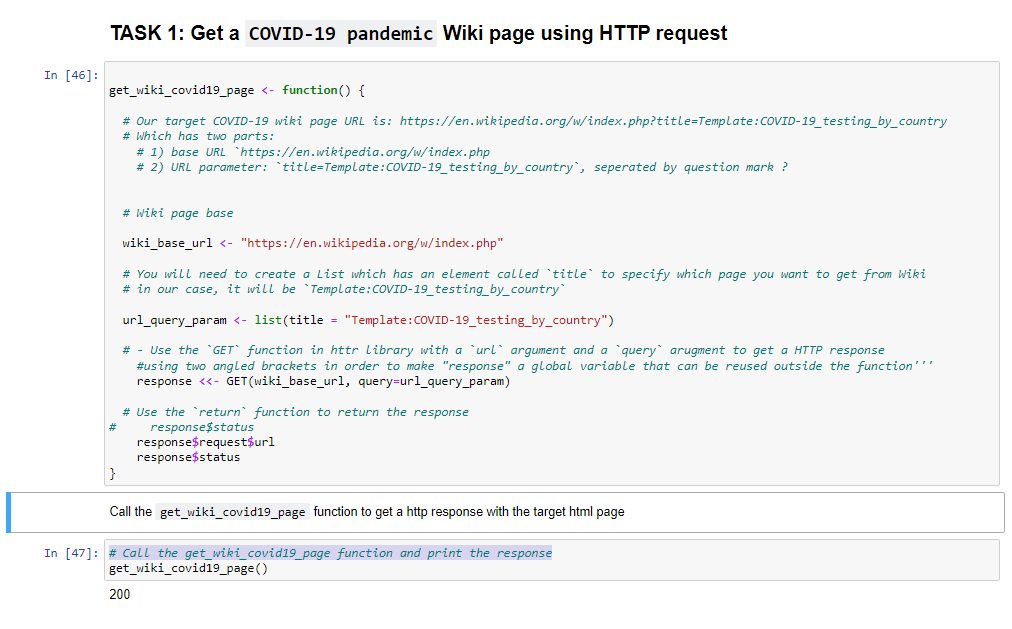 TASK 1: Get a COVID-19 pandemic Wiki page using HTTP request
In [46]:
get_wiki_covid19_page <- function() {
# Our target COVID-19 wiki page URL is: https://en.wikipedia.org/w/index.php?title=Template:COVID-19_testing_by_country
# Which has two parts:
# 1) base URL `https://en.wikipedia.org/w/index.php
# 2) URL parameter: `title=Template:COVID-19_testing_by_country`, seperated by question mark ?
# Wiki page base
wiki_base_url <- "https://en.wikipedia.org/w/index.php"
# You will need to create a List which has an element called `title` to specify which page you want to get from Wiki
# in our case, it will be `Template:COVID-19_testing_by_country`
url_query_param <- list(title = "Template:COVID-19_testing_by_country")
# - Use the `GET` function in httr library with a `url` argument and a `query` arugment to get a HTTP response
#using two angled brackets in order to make "response" a global variable that can be reused outside the function'''
response <<- GET(wiki_base_url, query=url_query_param)
# Use the `return` function to return the response
#     response$status
response$request$url
response$status
}
Call the get_wiki_covid19_page function to get a http response with the target html page
In [47]:
# Call the get_wiki_covid19_page function and print the response
get_wiki_covid19_page()
200